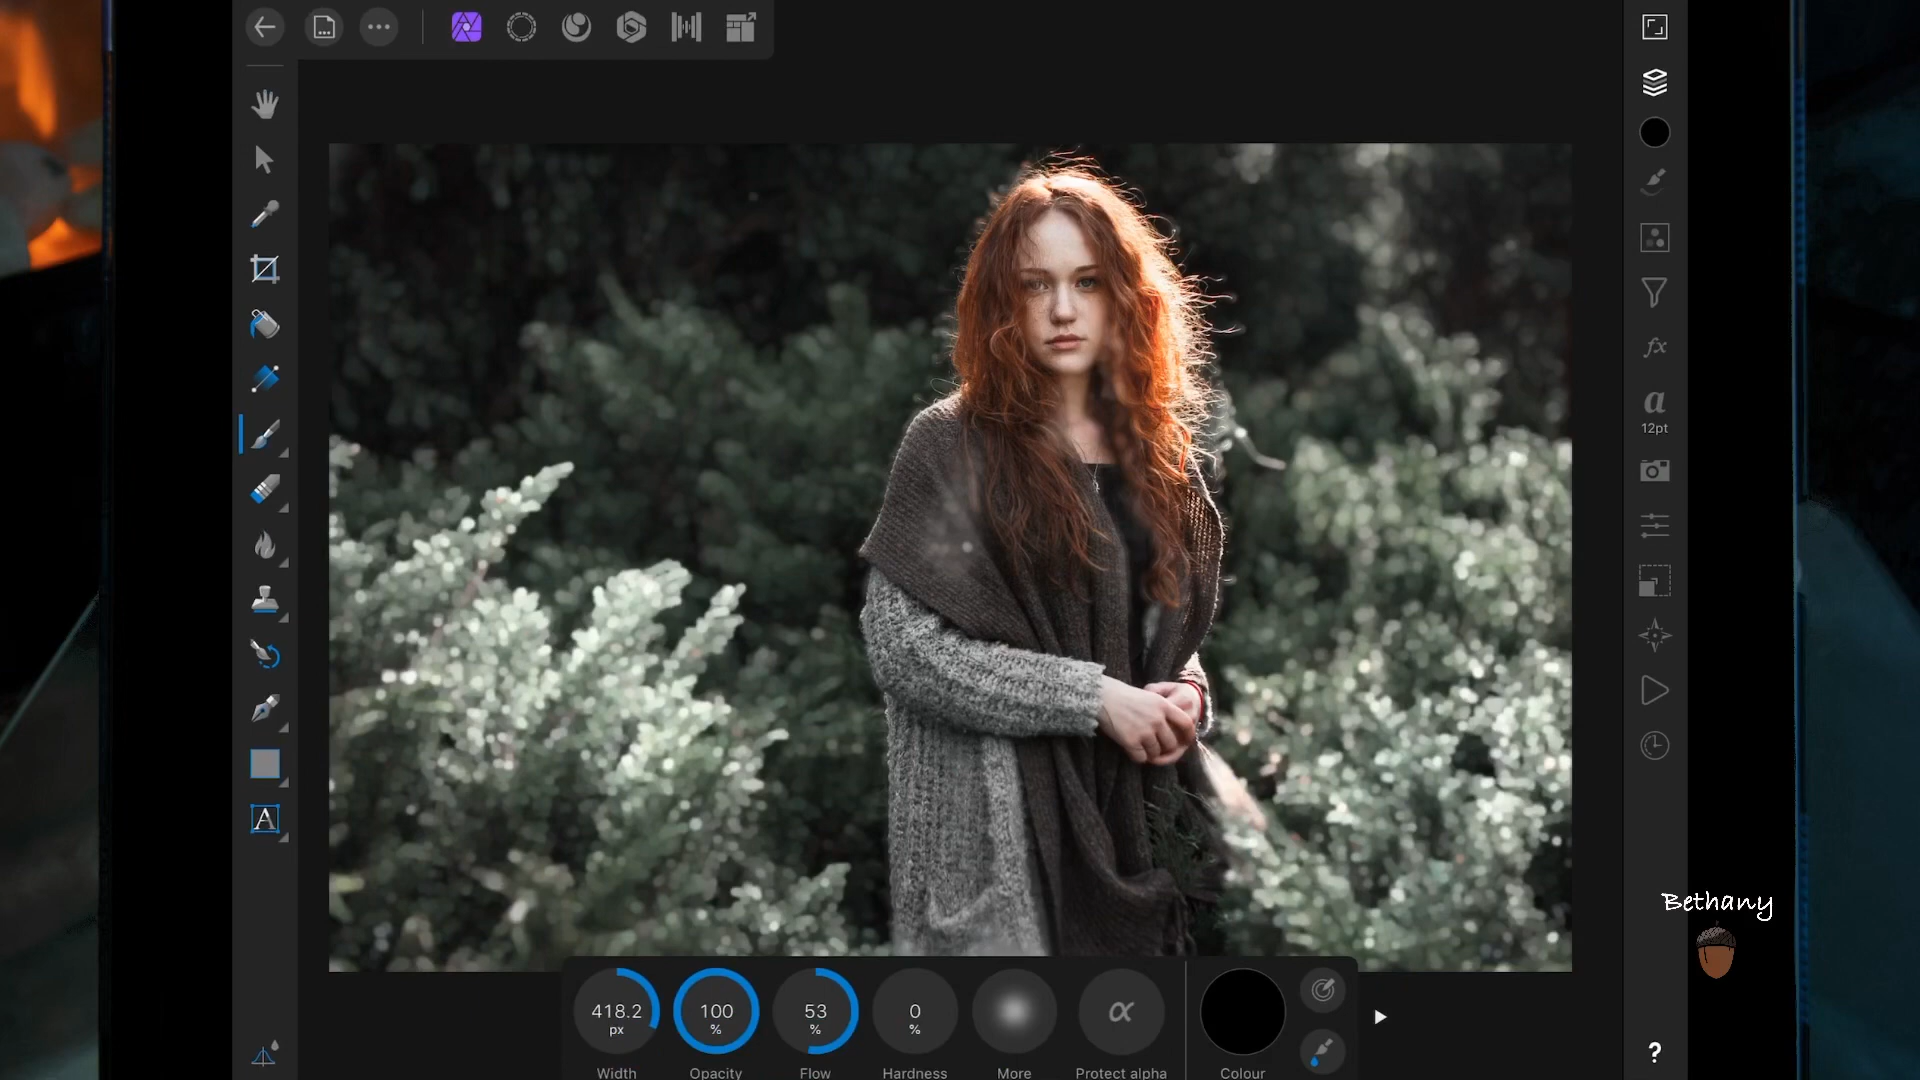 a
12pt
A
Bethany
418.2
px
100
%
53
%
0
%
α
?
Width
Opacity
Flow
Hardness
More
Protect alpha
Colour